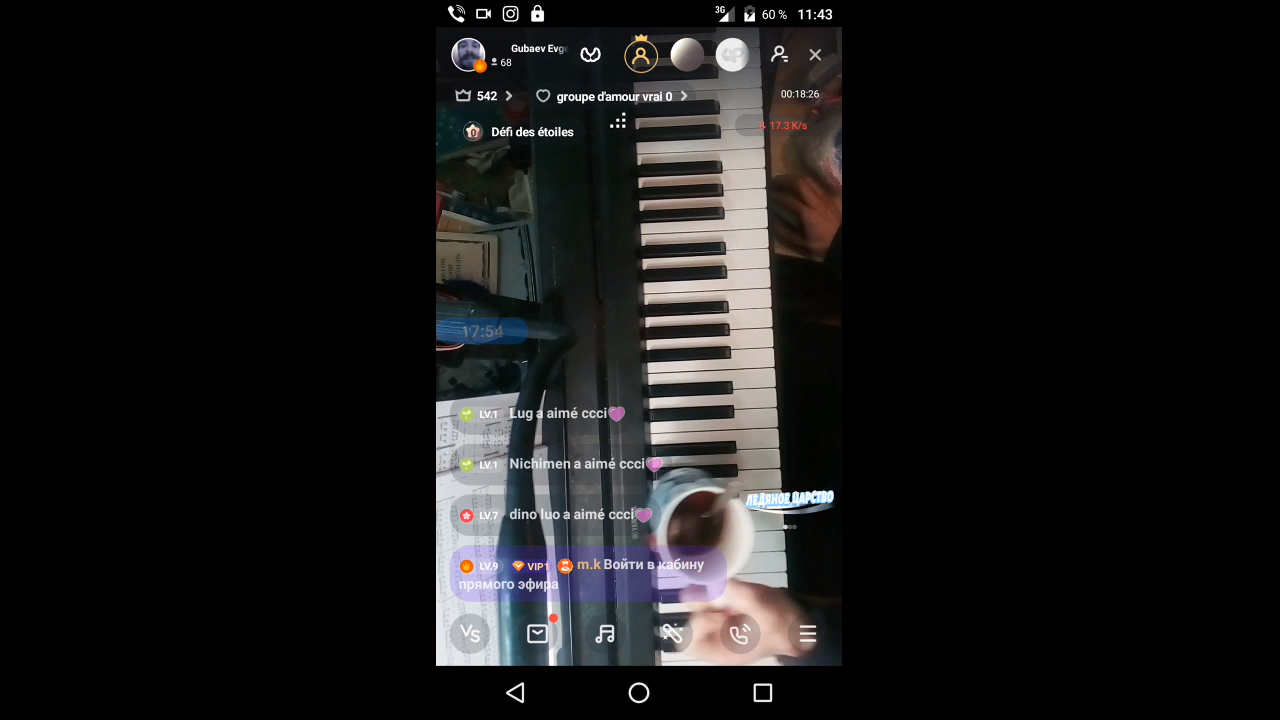 3G 60 % 11:43
Gubaev Evge
68
542 groupe d'amour vrai 0 00:18:26
0 Défi des étoiles 17.3 K/s
17:54
LV.1 Lug a aimé ccci
LV.1 Nichimen a aimé ccci
ЛЕДЯНОЕ ЦАРСТВО
LV.7 dino luo a aimé ccci
LV.9 VIP1 m.k Войти в кабину
прямого эфира
VS